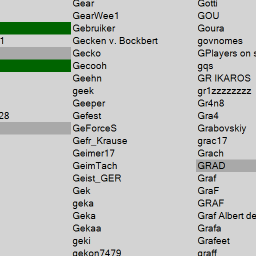 Gear Gotti
GearWee1 GOU
Gebruiker Goura
1 Gecken v. Bockbert govnomes
Gecko GPlayers on s
Gecooh gqs
Geehn GR IKAROS
geek gr1zzzzzzzz
Geeper Gr4n8
28 Gefest Gra4
GeForceS Grabovskiy
Gefr_Krause grac17
Geimer17 Grach
GeimTach GRAD
Geist_GER Graf
Gek GraF
geka GRAF
Geka Graf Albert de
Gekaa Grafa
geki Grafeet
gekon7479 graff